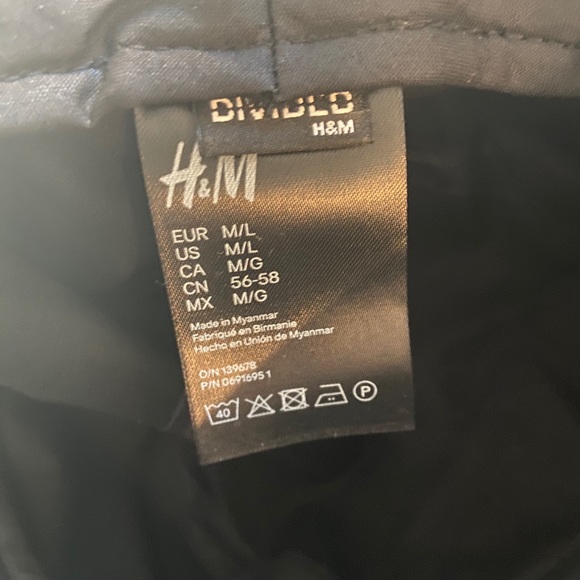 DIVIDED
H&M
H&M
EUR M/L
US M/L
CA M/G
CN 56-58
MX M/G
Made in Myanmar
Fabriqué en Birmanie
Hecho en Unión de Myanmar
O/N 139678
P/N 0691695 1
40
P